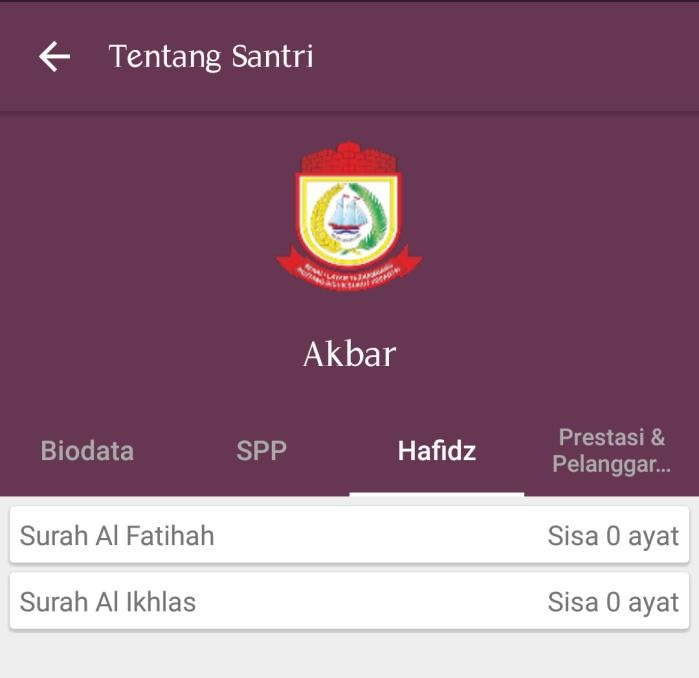 Tentang Santri
Akbar
Biodata
SPP
Hafidz
Prestasi &
Pelanggar...
Surah Al Fatihah
Sisa 0 ayat
Surah Al Ikhlas
Sisa 0 ayat